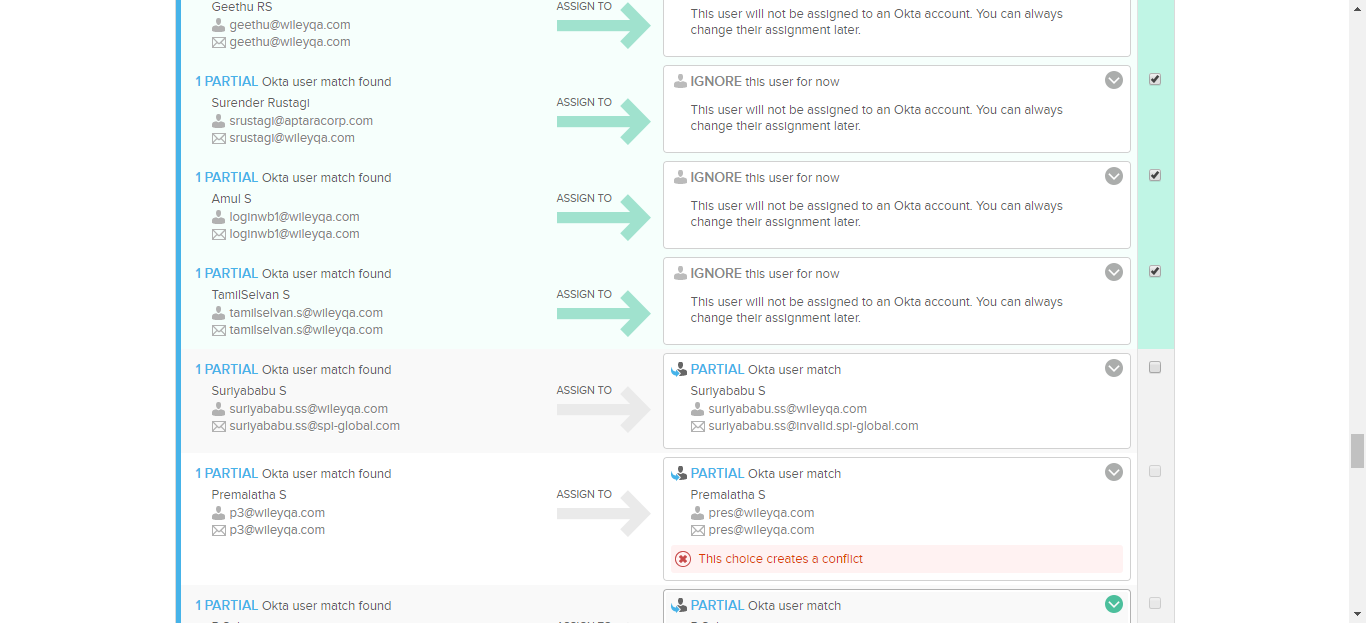 Geethu RS
geethu@wileyqa.com
geethu@wileyqa.com
ASSIGN TO
This user will not be assigned to an Okta account. You can always
change their assignment later.
1 PARTIAL Okta user match found
Surender Rustagi
srustagi@aptaracorp.com
srustagi@wileyqa.com
ASSIGN TO
IGNORE this user for now
This user will not be assigned to an Okta account. You can always
change their assignment later.
1 PARTIAL Okta user match found
Amul S
loginwb1@wileyqa.com
loginwb1@wileyqa.com
ASSIGN TO
IGNORE this user for now
This user will not be assigned to an Okta account. You can always
change their assignment later.
1 PARTIAL Okta user match found
TamilSelvan S
tamilselvan.s@wileyqa.com
tamilselvan.s@wileyqa.com
ASSIGN TO
IGNORE this user for now
This user will not be assigned to an Okta account. You can always
change their assignment later.
1 PARTIAL Okta user match found
Suriyababu S
suriyababu.ss@wileyqa.com
suriyababu.ss@spi-global.com
ASSIGN TO
PARTIAL Okta user match
Suriyababu S
suriyababu.ss@wileyqa.com
suriyababu.ss@invalid.spi-global.com
1 PARTIAL Okta user match found
Premalatha S
p3@wileyqa.com
p3@wileyqa.com
ASSIGN TO
PARTIAL Okta user match
Premalatha S
pres@wileyqa.com
pres@wileyqa.com
This choice creates a conflict
1 PARTIAL Okta user match found
PARTIAL Okta user match